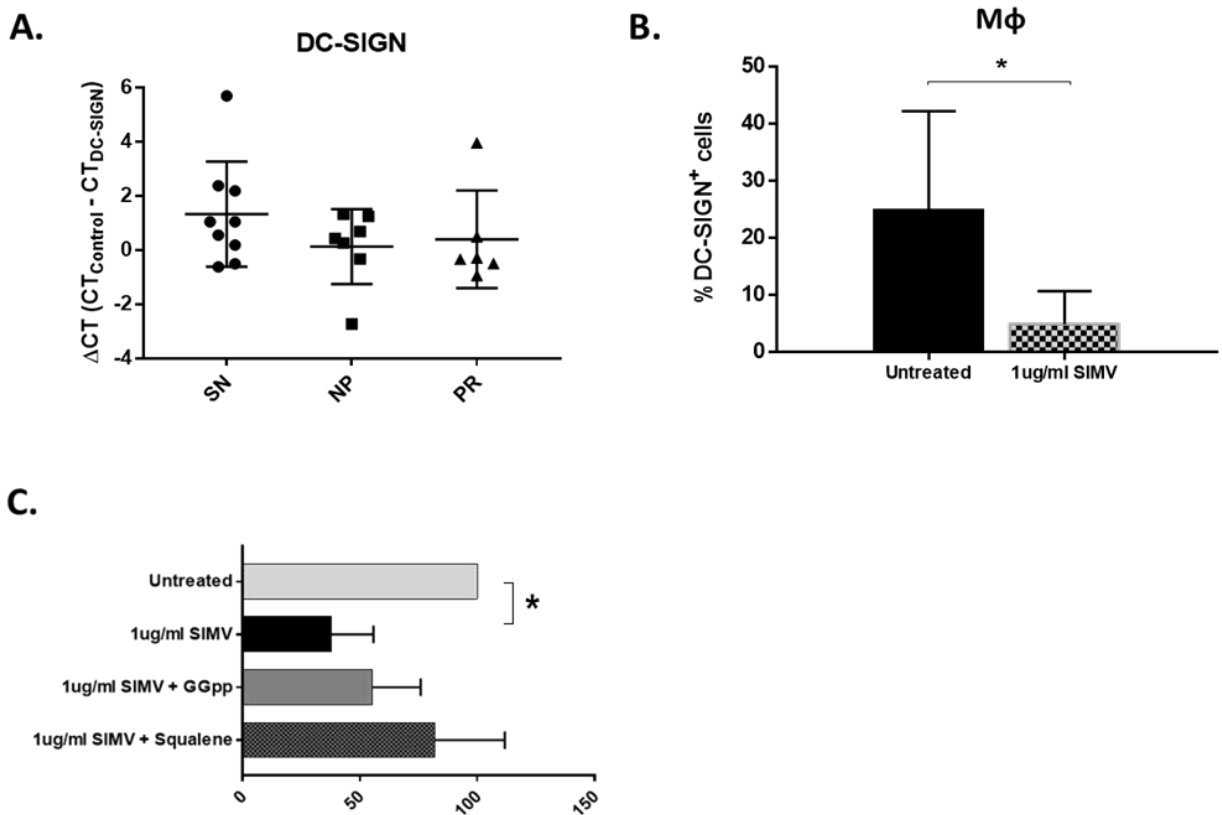 A.
DC-SIGN
ΔCT (CTControl - CTDC-SIGN)
6
4
2
0
-2
-4
SN
NP
PR
B.
Mϕ
*
% DC-SIGN+ cells
50
40
30
20
10
0
Untreated
1ug/ml SIMV
C.
Untreated
1ug/ml SIMV
1ug/ml SIMV + GGpp
1ug/ml SIMV + Squalene
*
0
50
100
150